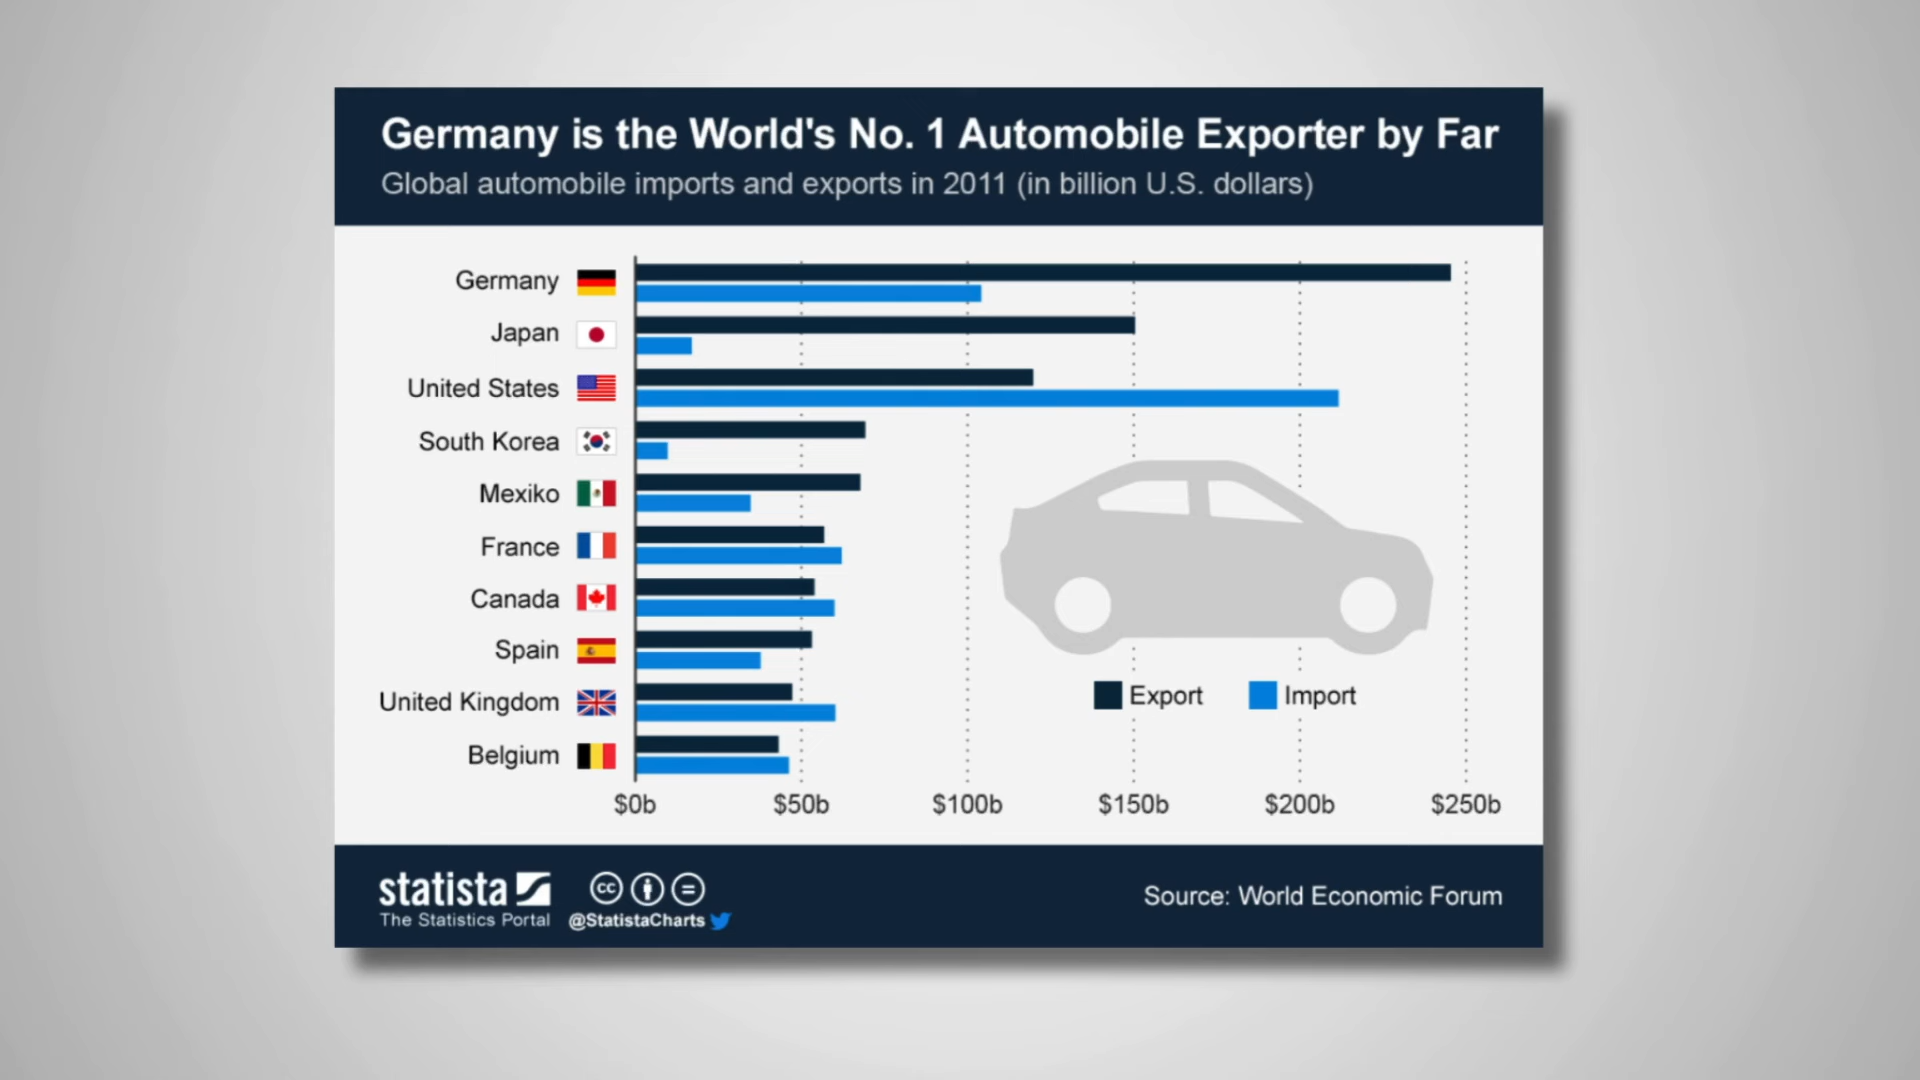 Germany is the World's No. 1 Automobile Exporter by Far
Global automobile imports and exports in 2011 (in billion U.S. dollars)
Germany
Japan
United States
South Korea
Mexiko
France
Canada
Spain
United Kingdom
Belgium
Export Import
$0b $50b $100b $150b $200b $250b
statista
The Statistics Portal
cc
@StatistaCharts
Source: World Economic Forum